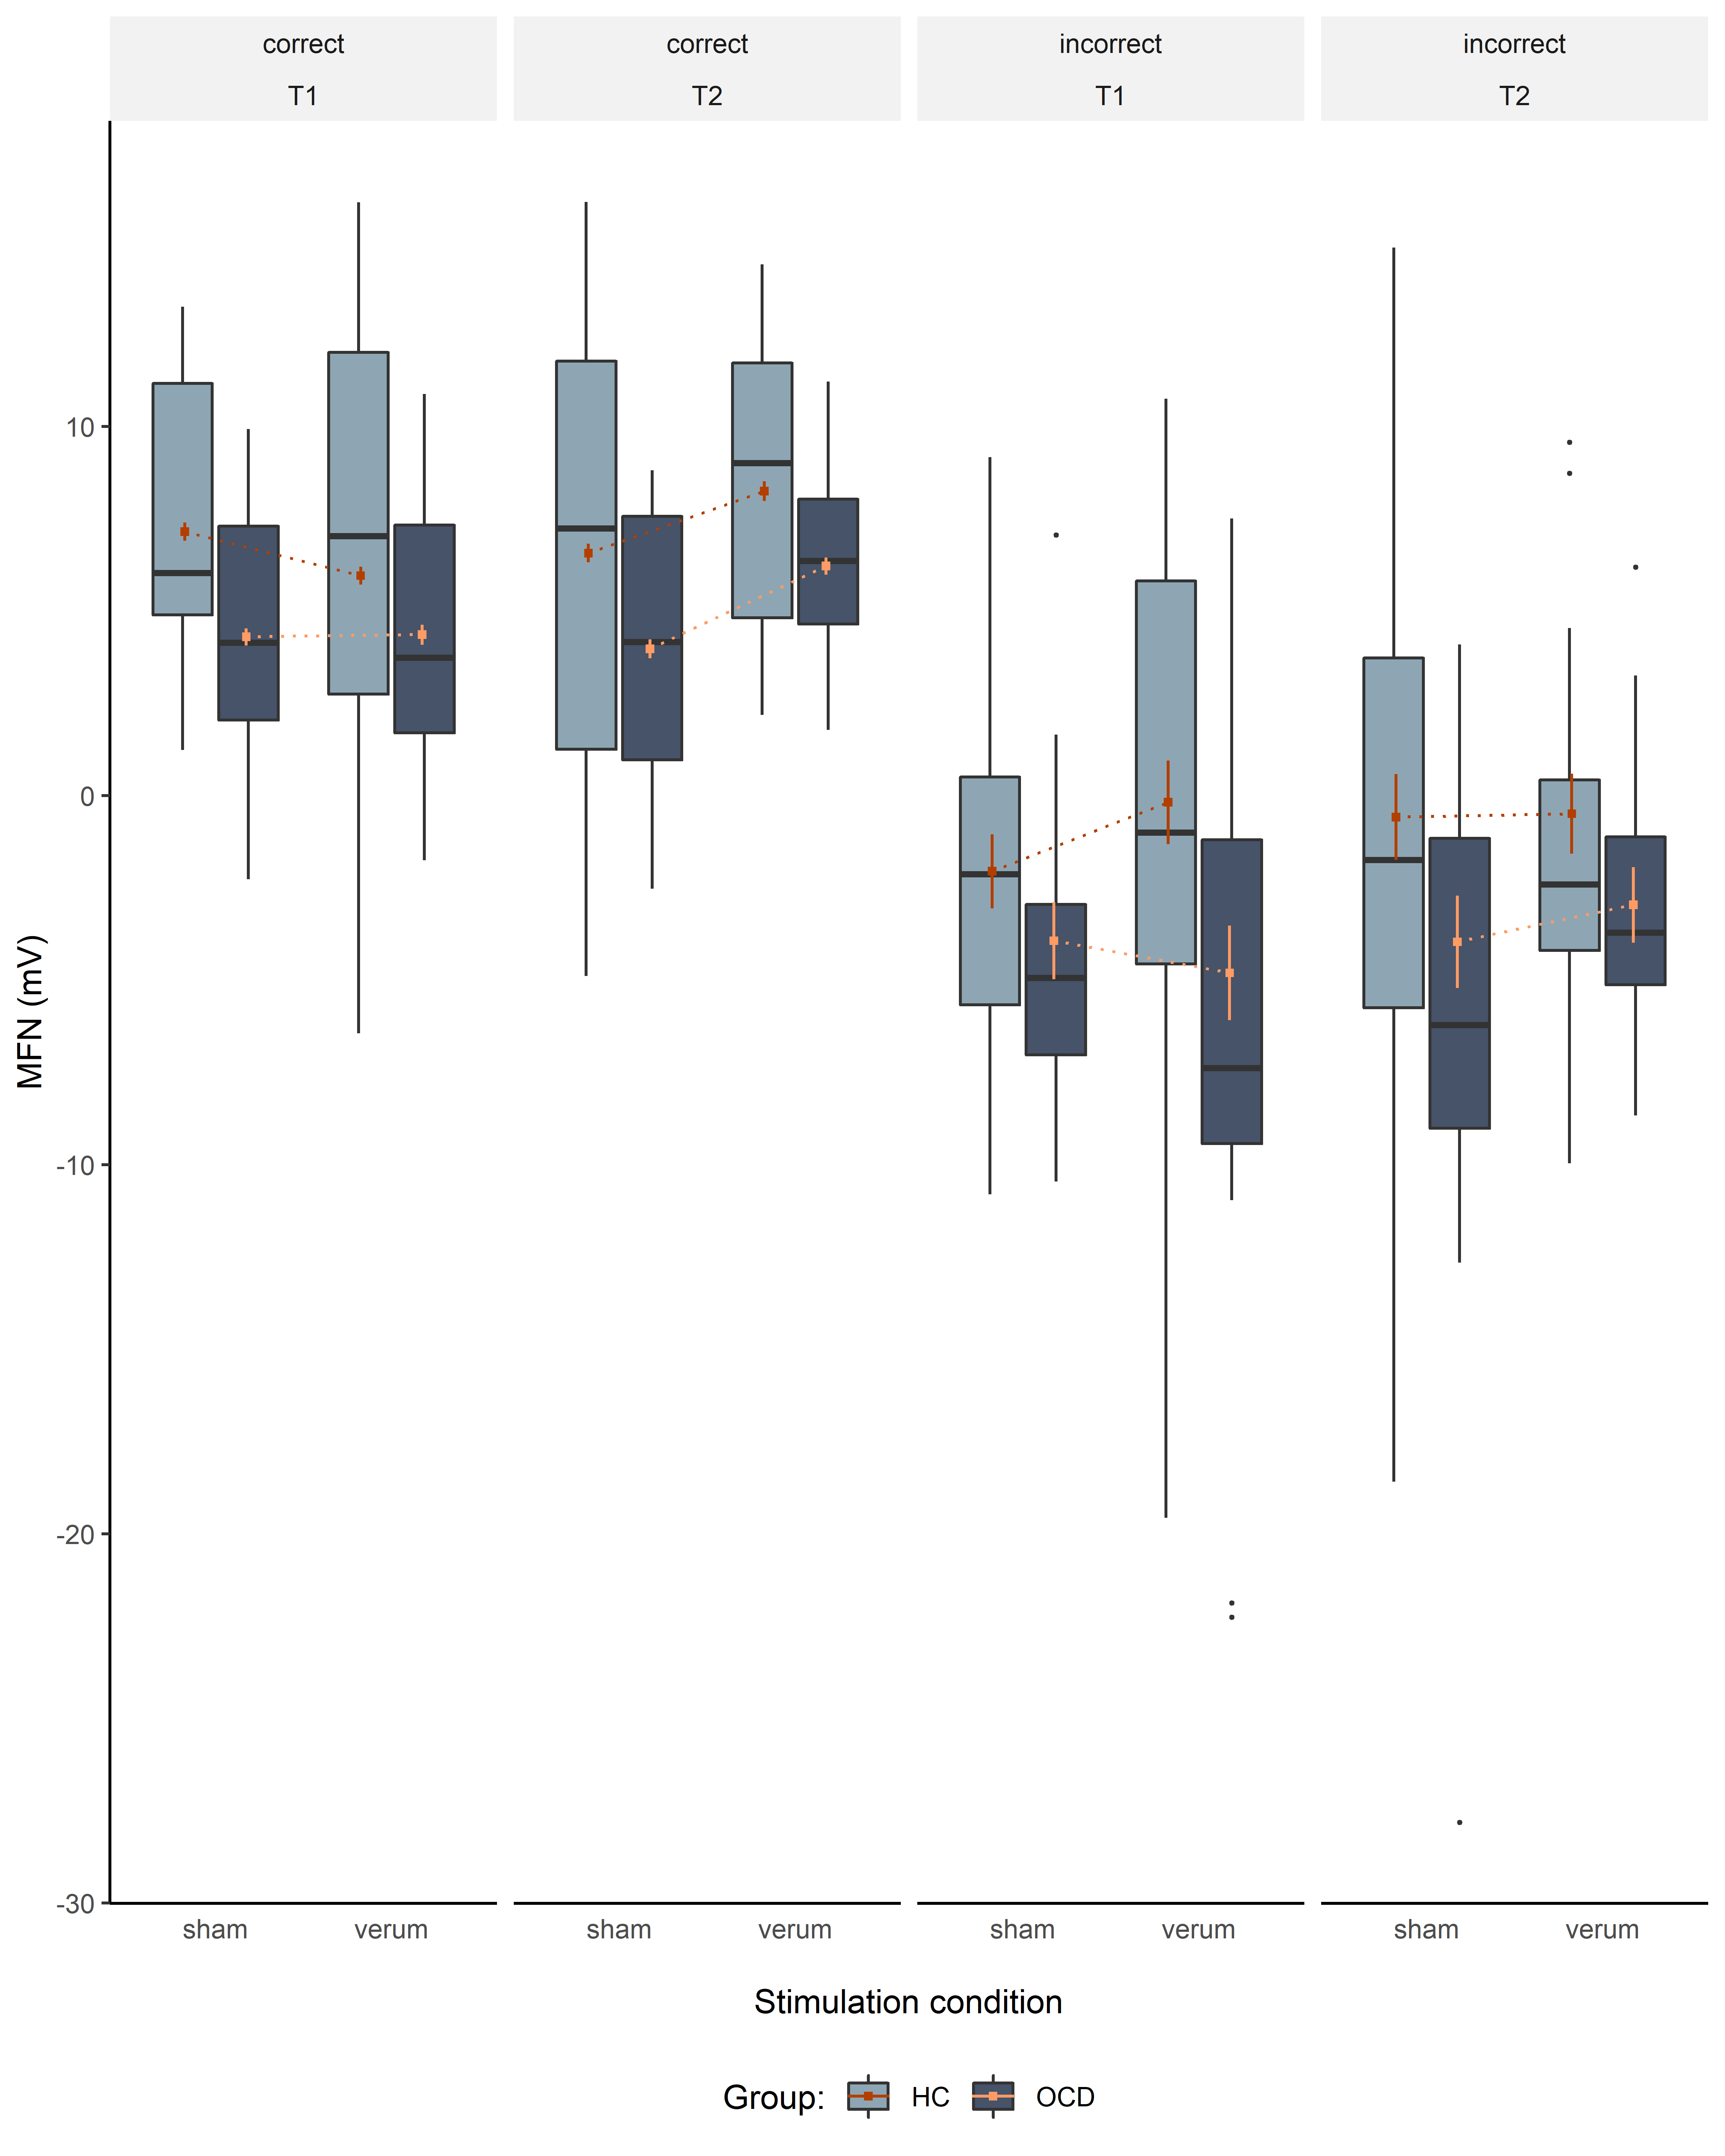 correct correct incorrect incorrect
T1 T2 T1 T2
10
0
-10
-20
-30
MFN (mV)
sham verum sham verum sham verum sham verum
Stimulation condition
Group: HC OCD